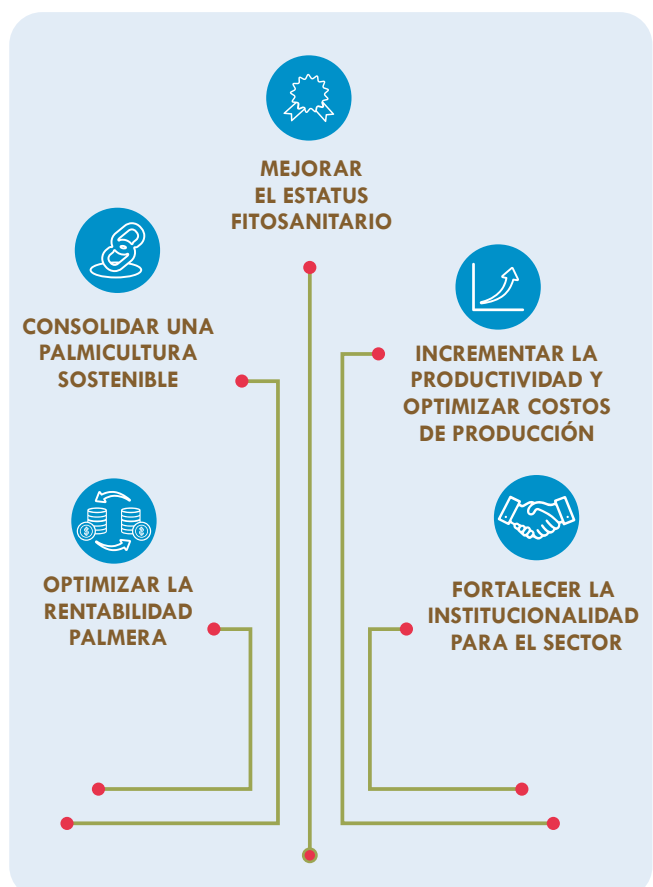 MEJORAR
EL ESTATUS
FITOSANITARIO
CONSOLIDAR UNA
PALMICULTURA
SOSTENIBLE
INCREMENTAR LA
PRODUCTIVIDAD Y
OPTIMIZAR COSTOS
DE PRODUCCIÓN
OPTIMIZAR LA
RENTABILIDAD
PALMERA
FORTALECER LA
INSTITUCIONALIDAD
PARA EL SECTOR